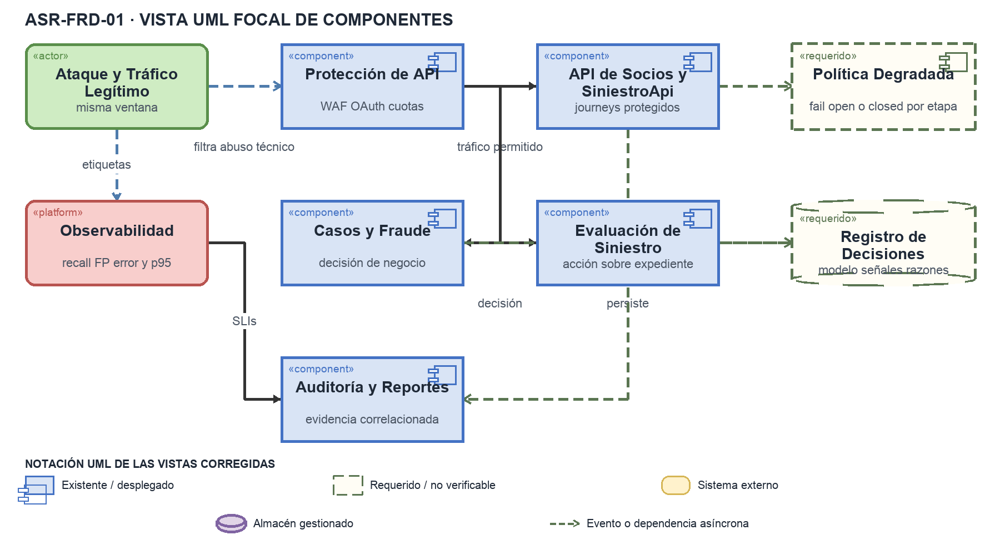 ASR-FRD-01 · VISTA UML FOCAL DE COMPONENTES
«actor»
Ataque y Tráfico
Legítimo
misma ventana
«component»
Protección de API
WAF OAuth cuotas
«component»
API de Socios y
SiniestroApi
journeys protegidos
«requerido»
Política Degradada
fail open o closed por etapa
filtra abuso técnico
tráfico permitido
etiquetas
«platform»
Observabilidad
recall FP error y p95
«component»
Casos y Fraude
decisión de negocio
«component»
Evaluación de
Siniestro
acción sobre expediente
«requerido»
Registro de
Decisiones
modelo señales razones
decisión
persiste
SLIs
«component»
Auditoría y Reportes
evidencia correlacionada
NOTACIÓN UML DE LAS VISTAS CORREGIDAS
Existente / desplegado
Requerido / no verificable
Sistema externo
Almacén gestionado
Evento o dependencia asíncrona